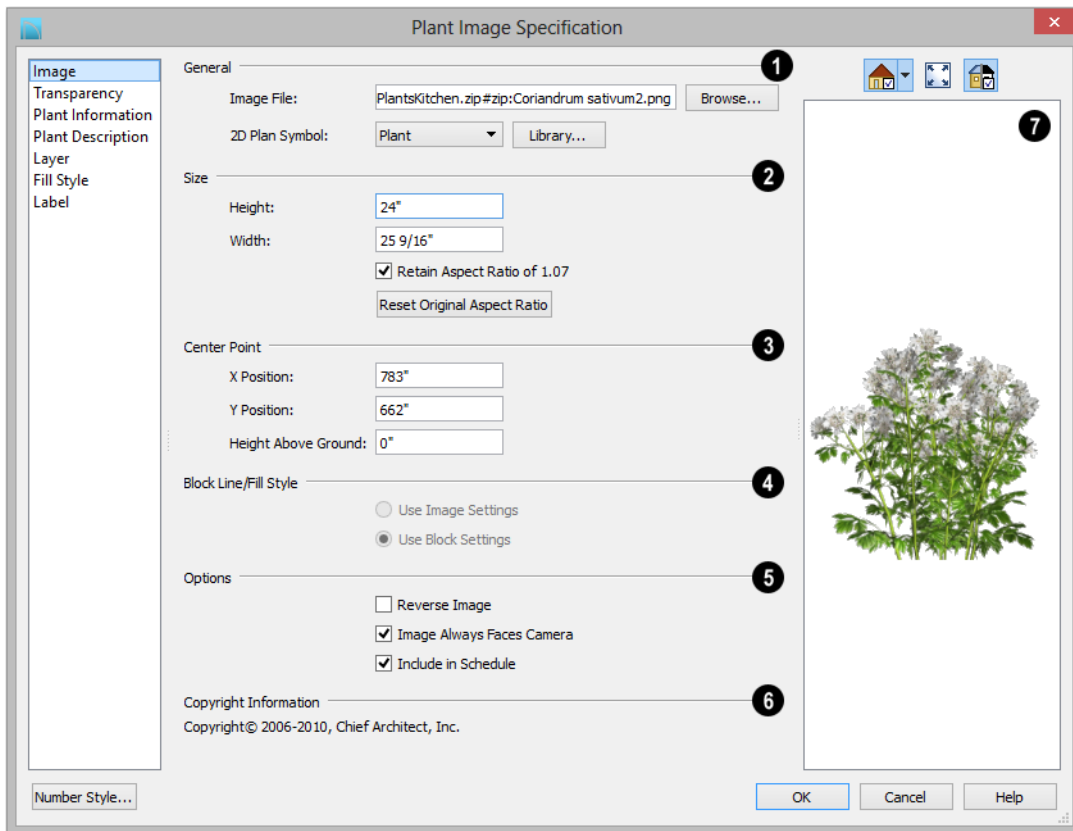 Plant Image Specification
Image
Transparency
Plant Information
Plant Description
Layer
Fill Style
Label
General
1
Image File:
PlantsKitchen.zip#zip:Coriandrum sativum2.png
Browse...
2D Plan Symbol:
Plant
Library...
Size
2
Height:
24"
Width:
25 9/16"
Retain Aspect Ratio of 1.07
Reset Original Aspect Ratio
Center Point
3
X Position:
783"
Y Position:
662"
Height Above Ground:
0"
Block Line/Fill Style
4
Use Image Settings
Use Block Settings
Options
5
Reverse Image
Image Always Faces Camera
Include in Schedule
Copyright Information
6
Copyright© 2006-2010, Chief Architect, Inc.
7
Number Style...
OK
Cancel
Help